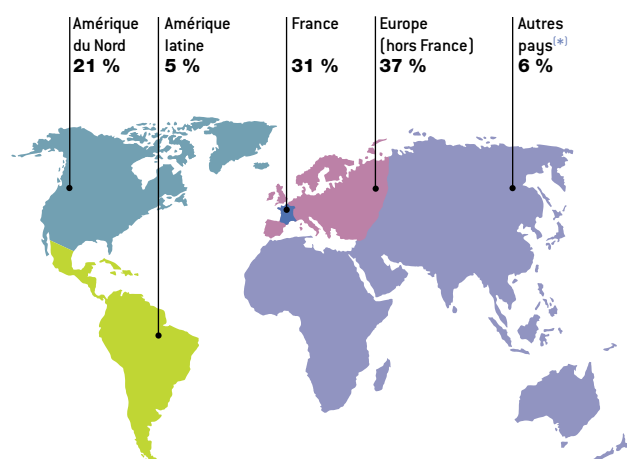 Amérique
du Nord
21 %
Amérique
latine
5 %
France
31 %
Europe
(hors France)
37 %
Autres
pays(*)
6 %